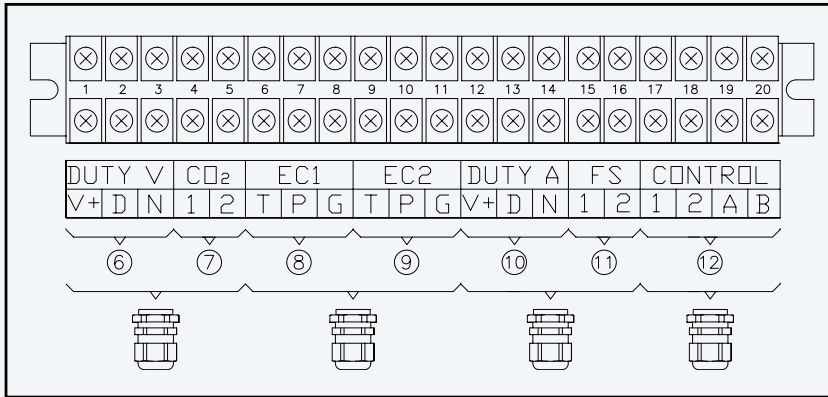 1 2 3 4 5 6 7 8 9 10 11 12 13 14 15 16 17 18 19 20
DUTY V CO₂ EC1 EC2 DUTY A FS CONTROL
V+ D N 1 2 T P G T P G V+ D N 1 2 1 2 A B
6 7 8 9 10 11 12